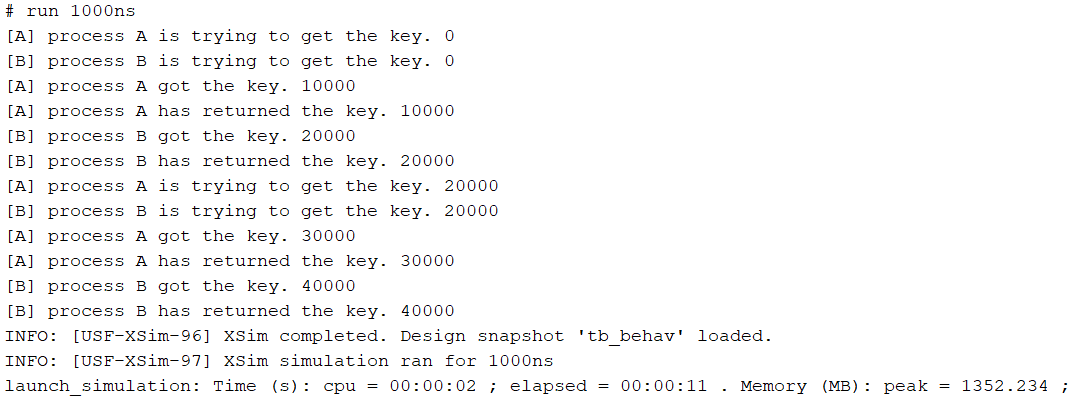 # run 1000ns
[A] process A is trying to get the key. 0
[B] process B is trying to get the key. 0
[A] process A got the key. 10000
[A] process A has returned the key. 10000
[B] process B got the key. 20000
[B] process B has returned the key. 20000
[A] process A is trying to get the key. 20000
[B] process B is trying to get the key. 20000
[A] process A got the key. 30000
[A] process A has returned the key. 30000
[B] process B got the key. 40000
[B] process B has returned the key. 40000
INFO: [USF-XSim-96] XSim completed. Design snapshot 'tb_behav' loaded.
INFO: [USF-XSim-97] XSim simulation ran for 1000ns
launch_simulation: Time (s): cpu = 00:00:02 ; elapsed = 00:00:11 . Memory (MB): peak = 1352.234 ;